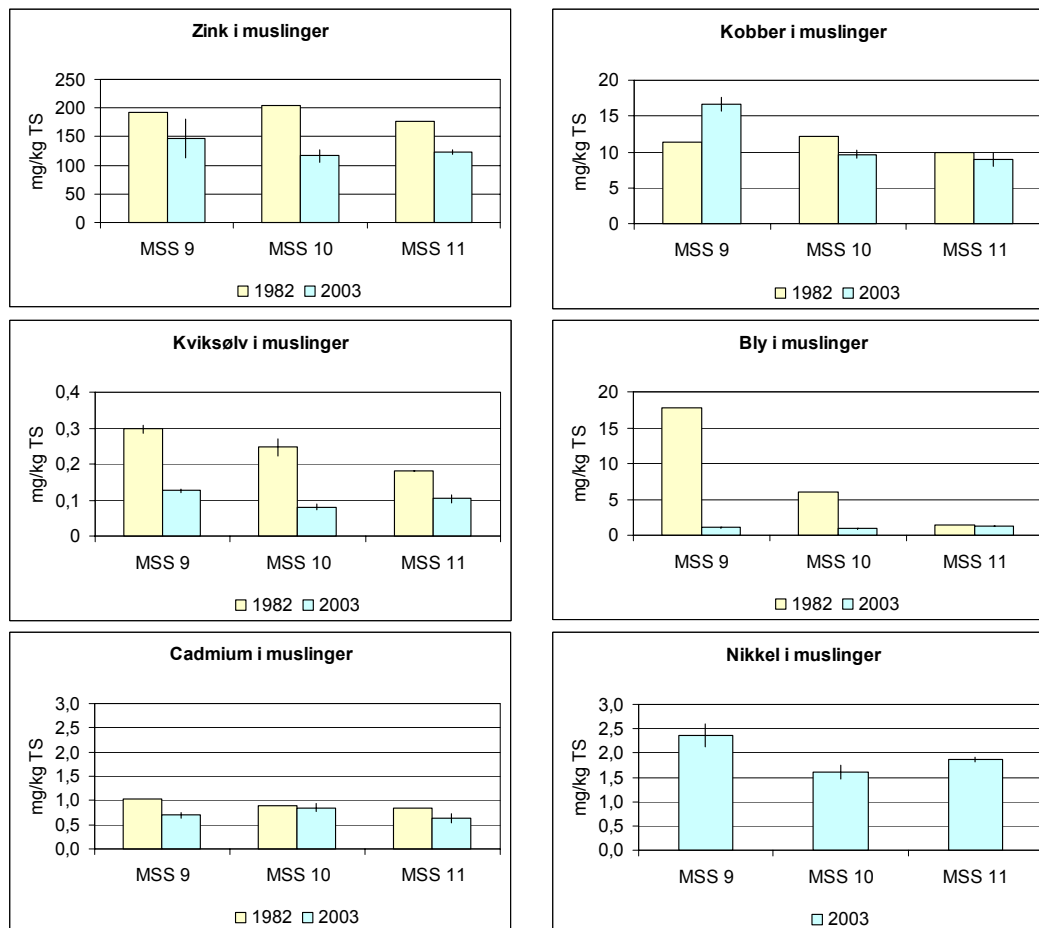 Zink i muslinger
mg/kg TS
250
200
150
100
50
0
MSS 9 MSS 10 MSS 11
1982 2003
Kobber i muslinger
mg/kg TS
20
15
10
5
0
MSS 9 MSS 10 MSS 11
1982 2003
Kviksølv i muslinger
mg/kg TS
0,4
0,3
0,2
0,1
0
MSS 9 MSS 10 MSS 11
1982 2003
Bly i muslinger
mg/kg TS
20
15
10
5
0
MSS 9 MSS 10 MSS 11
1982 2003
Cadmium i muslinger
mg/kg TS
3,0
2,5
2,0
1,5
1,0
0,5
0,0
MSS 9 MSS 10 MSS 11
1982 2003
Nikkel i muslinger
mg/kg TS
3,0
2,5
2,0
1,5
1,0
0,5
0,0
MSS 9 MSS 10 MSS 11
2003